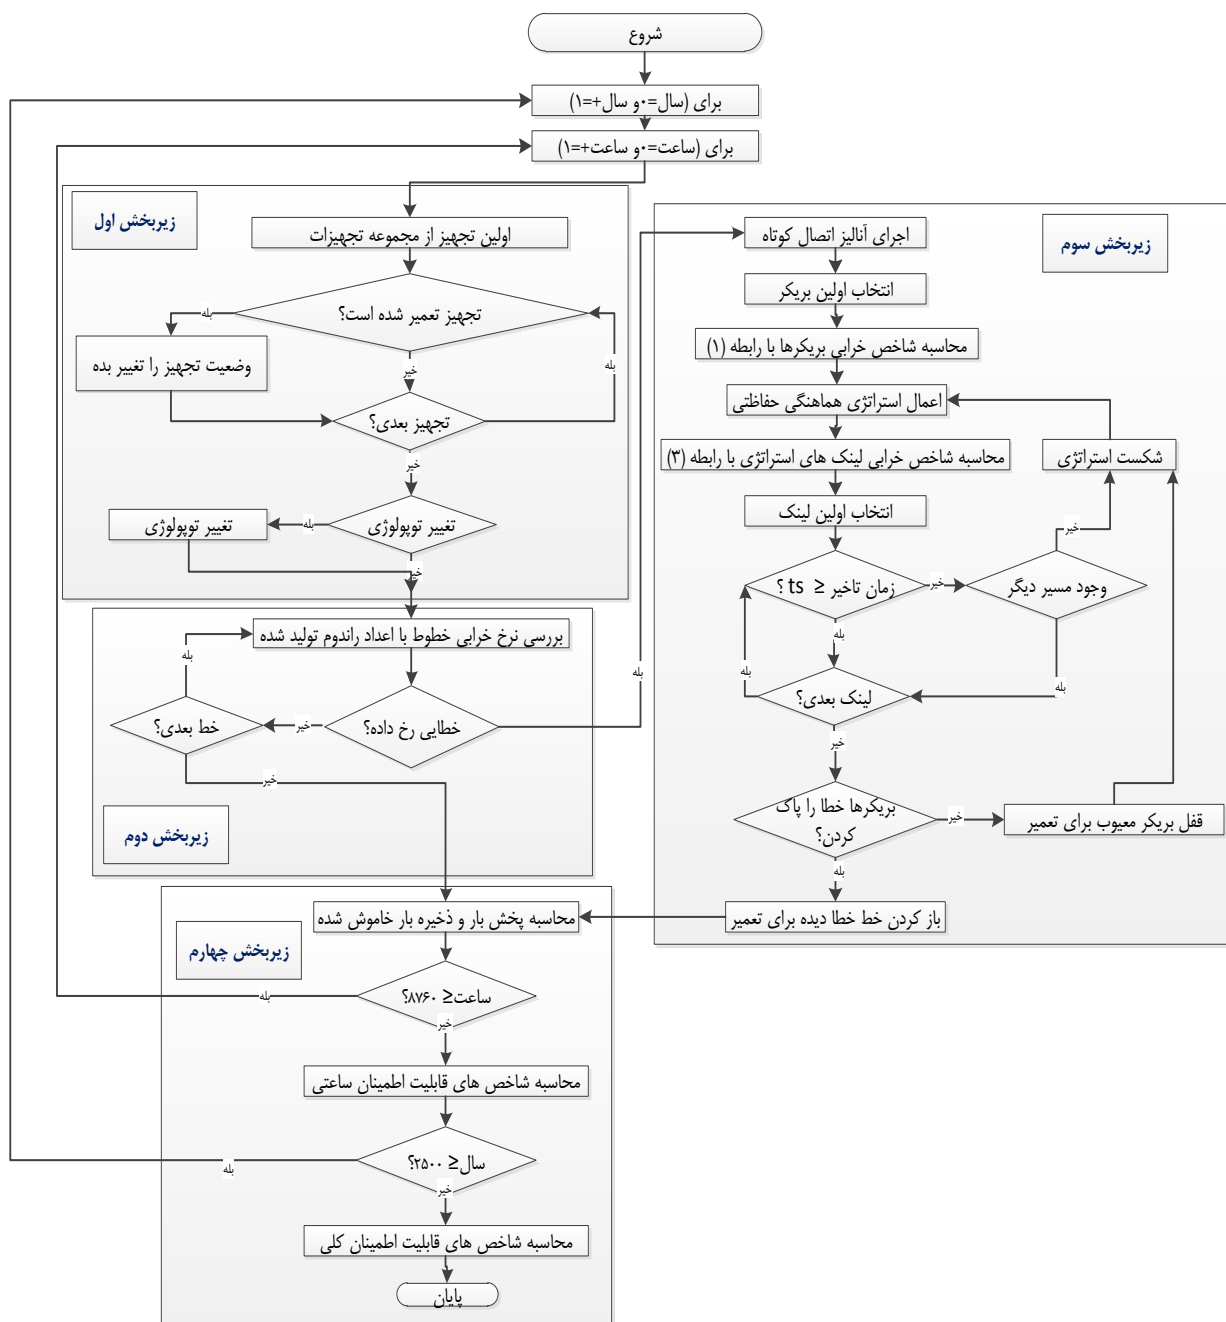 شروع
برای (سال=۰و سال+=۱)
برای (ساعت=۰و ساعت+=۱)
زیربخش اول
اولین تجهیز از مجموعه تجهیزات
تجهیز تعمیر شده است؟
بله
وضعیت تجهیز را تغییر بده
خیر
بله
تجهیز بعدی؟
خیر
تغییر توپولوژی
بله
تغییر توپولوژی
خیر
بررسی نرخ خرابی خطوط با اعداد راندوم تولید شده
بله
خطایی رخ داده؟
خیر
خط بعدی؟
بله
خیر
زیربخش دوم
زیربخش سوم
اجرای آنالیز اتصال کوتاه
انتخاب اولین بریکر
محاسبه شاخص خرابی بریکرها با رابطه (۱)
اعمال استراتژی هماهنگی حفاظتی
محاسبه شاخص خرابی لینک های استراتژی با رابطه (۳)
شکست استراتژی
انتخاب اولین لینک
خیر
زمان تاخیر ≤ ts ؟
خیر
وجود مسیر دیگر
بله
بله
بله
لینک بعدی؟
خیر
بریکرها خطا را پاک
کردن؟
خیر
قفل بریکر معیوب برای تعمیر
بله
باز کردن خط خطا دیده برای تعمیر
محاسبه پخش بار و ذخیره بار خاموش شده
زیربخش چهارم
ساعت≤ ۸۷۶۰؟
بله
خیر
محاسبه شاخص های قابلیت اطمینان ساعتی
سال≤ ۲۵۰۰؟
بله
خیر
محاسبه شاخص های قابلیت اطمینان کلی
پایان